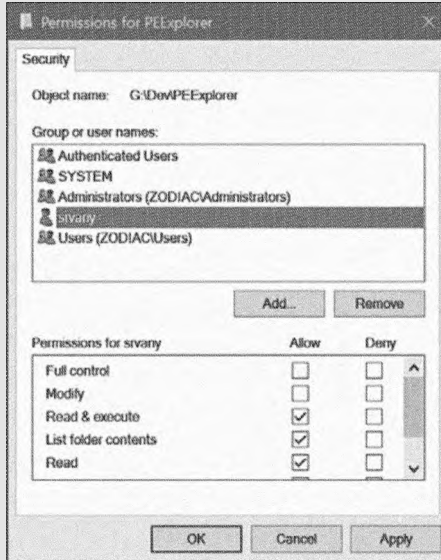 Permissions for PEExplorer
Security
Object name: G:\Dev\PEExplorer
Group or user names:
Authenticated Users
SYSTEM
Administrators (ZODIAC\Administrators)
srvany
Users (ZODIAC\Users)
Add... Remove
Permissions for srvany Allow Deny
Full control
Modify
Read & execute
List folder contents
Read
OK Cancel Apply